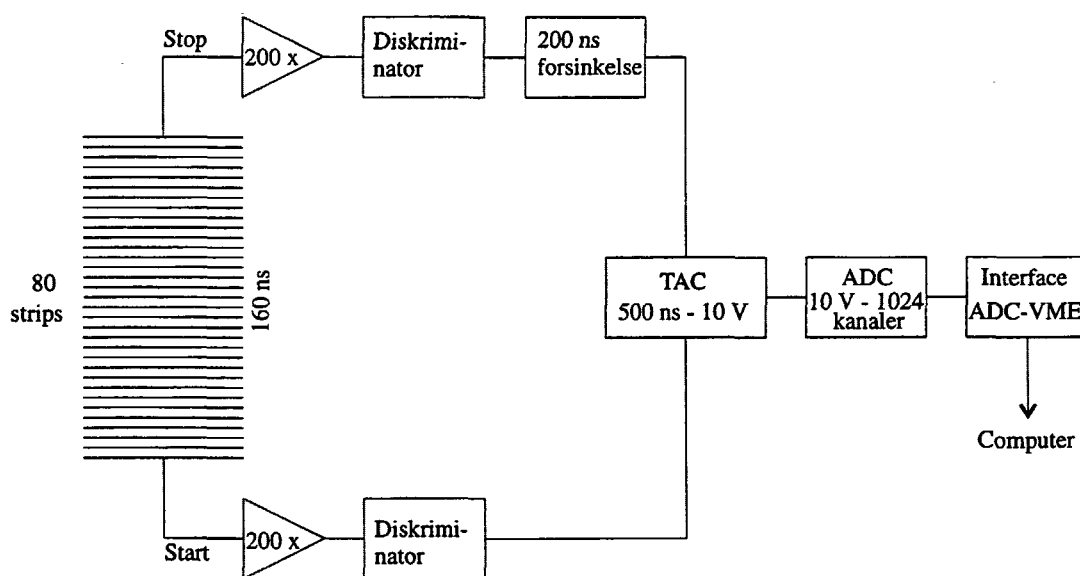 Stop
200 x
Diskrimi-
nator
200 ns
forsinkelse
80
strips
160 ns
TAC
500 ns - 10 V
ADC
10 V - 1024
kanaler
Interface
ADC-VME
Computer
Start
200 x
Diskrimi-
nator